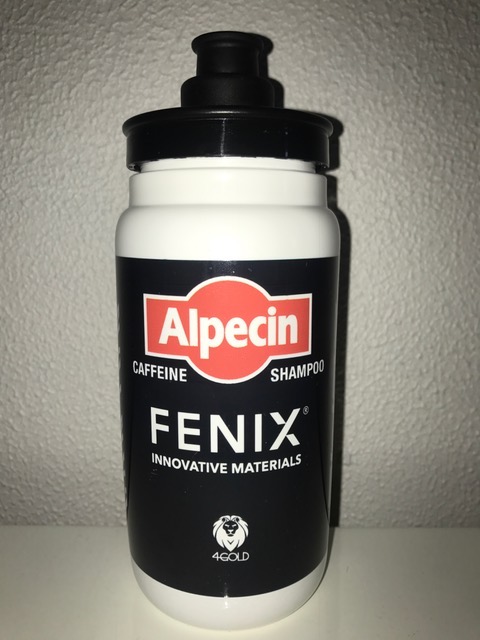 Alpecin
CAFFEINE SHAMPOO
FENIX®
INNOVATIVE MATERIALS
4GOLD